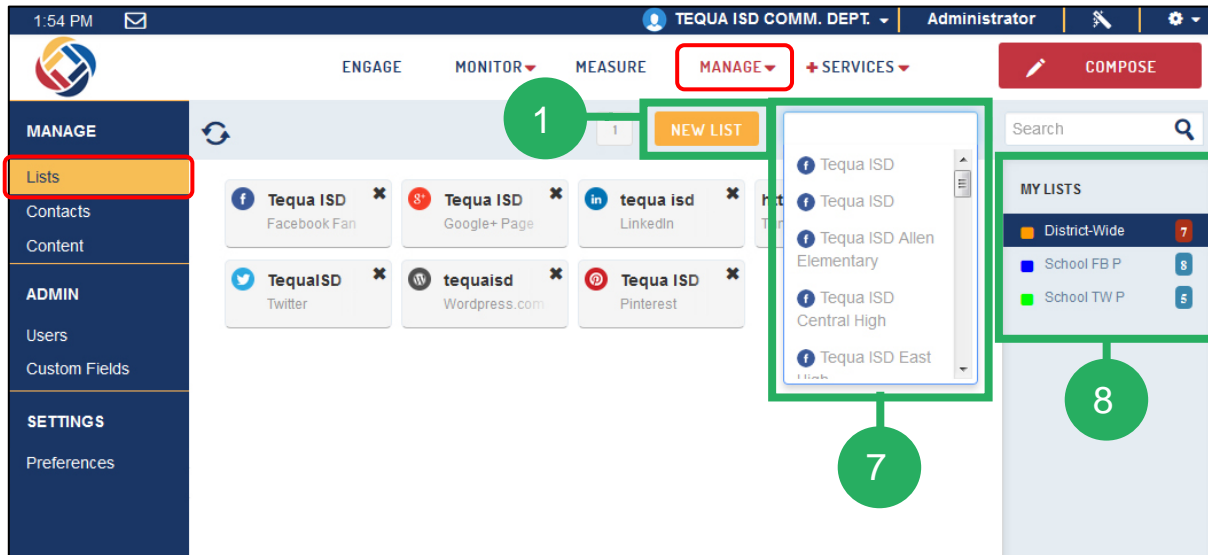 1:54 PM
TEQUA ISD COMM. DEPT.
Administrator
ENGAGE
MONITOR
MEASURE
MANAGE
+ SERVICES
COMPOSE
MANAGE
Lists
Contacts
Content
ADMIN
Users
Custom Fields
SETTINGS
Preferences
1
1
NEW LIST
Search
Tequa ISD
Facebook Fan
Tequa ISD
Google+ Page
tequa isd
LinkedIn
TequaISD
Twitter
tequaisd
Wordpress.com
Tequa ISD
Pinterest
Tequa ISD
Tequa ISD
Tequa ISD Allen
Elementary
Tequa ISD
Central High
Tequa ISD East
High
7
MY LISTS
District-Wide 7
School FB P 8
School TW P 5
8